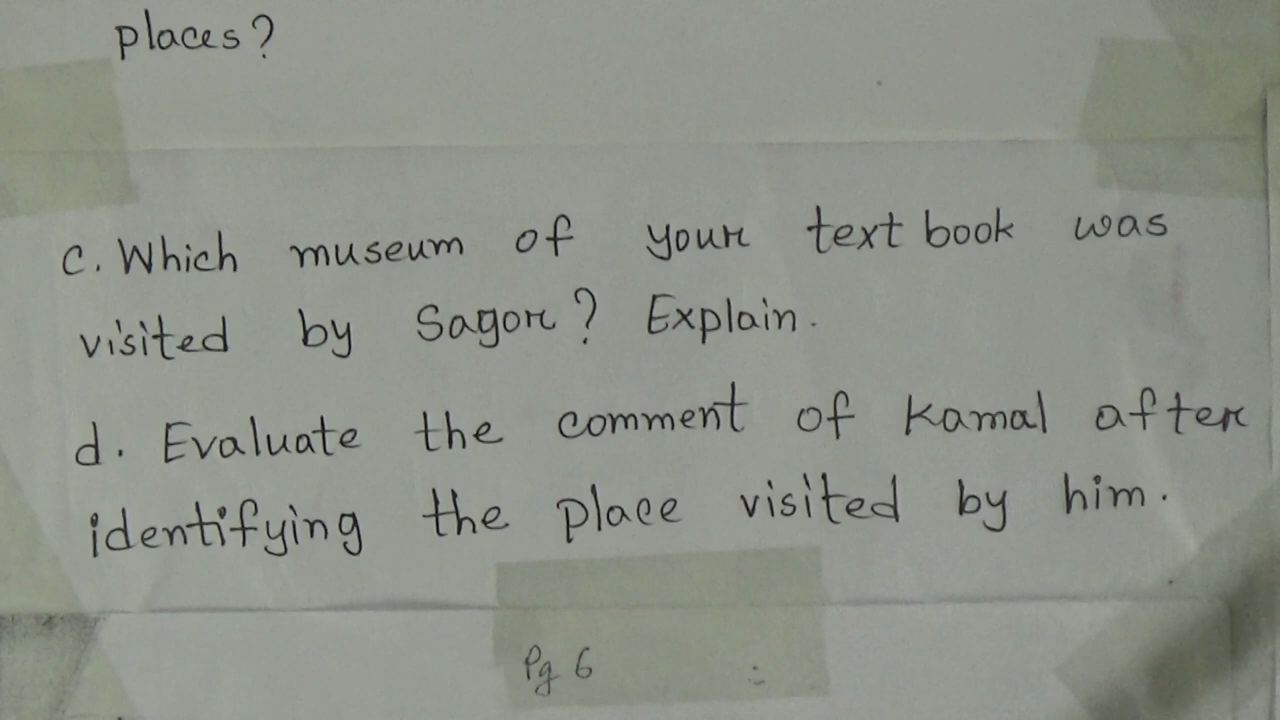 places?
c. Which museum of your text book was
visited by Sagor? Explain.
d. Evaluate the comment of Kamal after
identifying the place visited by him.
Pg 6